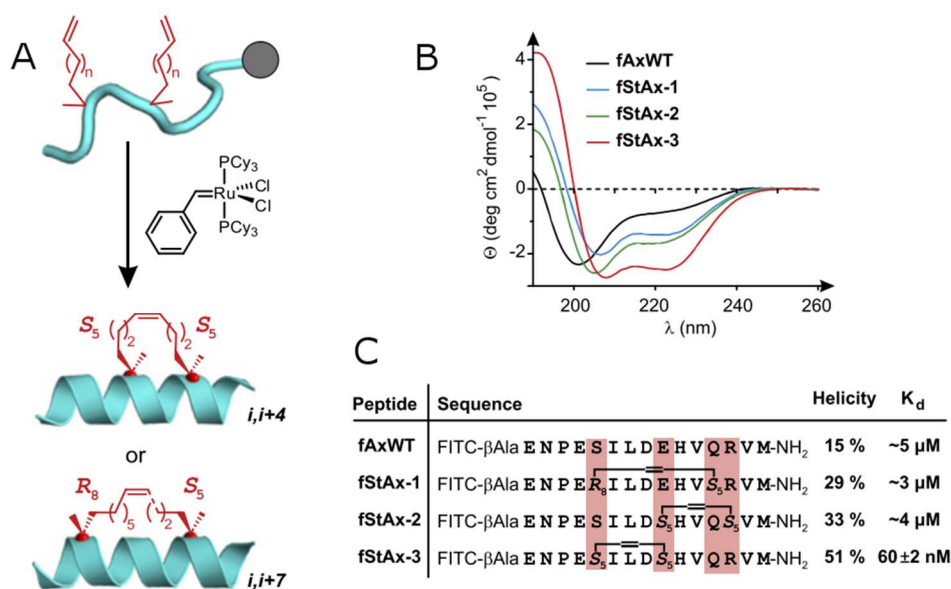 A
n
n
PCy3
Cl
Ru
Cl
PCy3
S5 ( )2 ( )2 S5
i,i+4
or
R8 ( )5 ( )2 S5
i,i+7
B
fAxWT
fStAx-1
fStAx-2
fStAx-3
Θ (deg cm² dmol⁻¹ 10⁵)
4
2
0
-2
200 220 240 260
λ (nm)
C
Peptide Sequence Helicity Kd
fAxWT FITC-βAla E N P E S I L D E H V Q R V M-NH2 15 % ~5 µM
fStAx-1 FITC-βAla E N P E R8 I L D E H V S5 R V M-NH2 29 % ~3 µM
fStAx-2 FITC-βAla E N P E S I L D S5 H V Q S5 V M-NH2 33 % ~4 µM
fStAx-3 FITC-βAla E N P E S5 I L D S5 H V Q R V M-NH2 51 % 60±2 nM